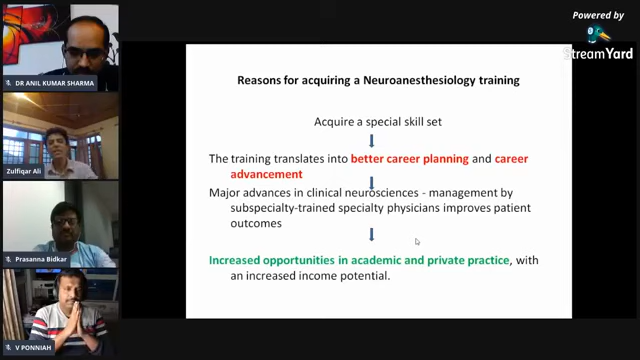 Powered by
StreamYard
DR ANIL KUMAR SHARMA
Zulfiqar Ali
Prasanna Bidkar
V PONNIAH
Reasons for acquiring a Neuroanesthesiology training
Acquire a special skill set
The training translates into better career planning and career
advancement
Major advances in clinical neurosciences - management by
subspecialty-trained specialty physicians improves patient
outcomes
Increased opportunities in academic and private practice, with
an increased income potential.